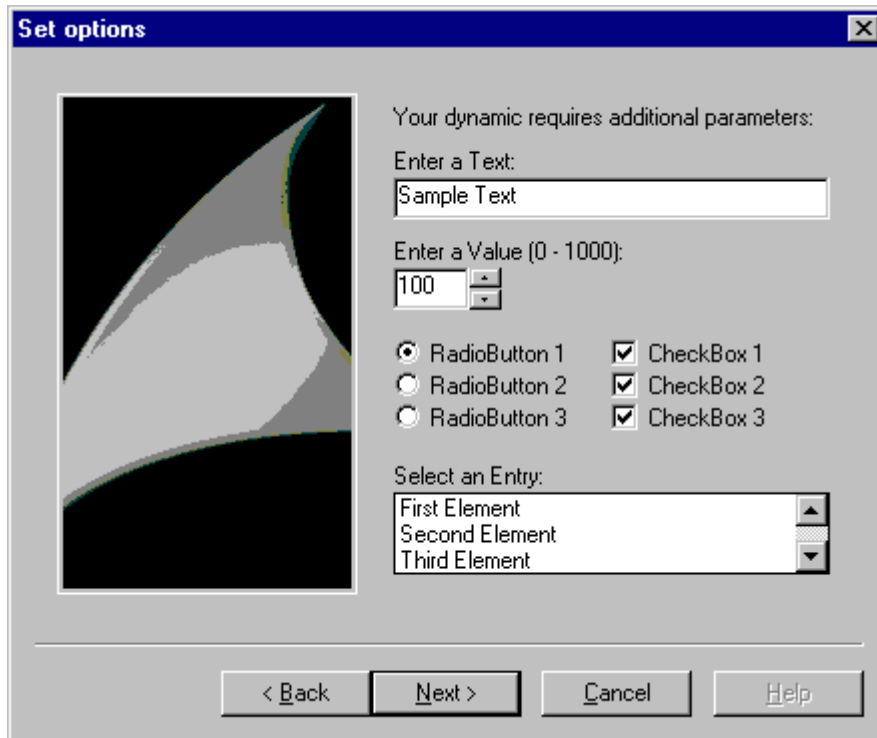 Set options
Your dynamic requires additional parameters:
Enter a Text:
Sample Text
Enter a Value (0 - 1000):
100
RadioButton 1 CheckBox 1
RadioButton 2 CheckBox 2
RadioButton 3 CheckBox 3
Select an Entry:
First Element
Second Element
Third Element
< Back Next > Cancel Help